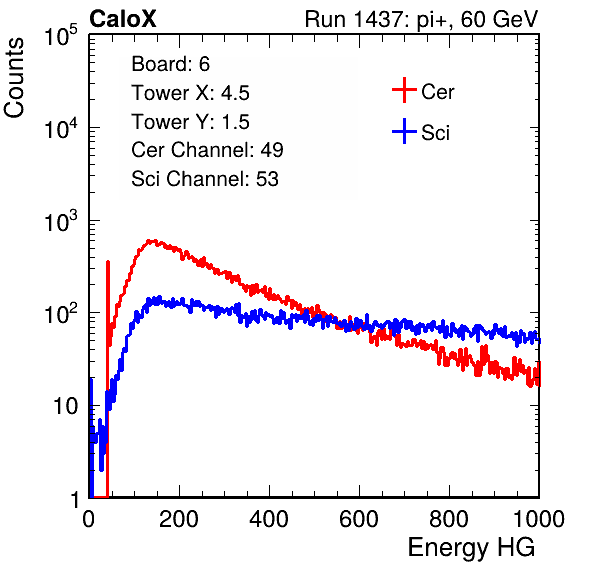 CaloX Run 1437: pi+, 60 GeV
Counts
Board: 6
Tower X: 4.5
Tower Y: 1.5
Cer Channel: 49
Sci Channel: 53
Cer
Sci
10^5
10^4
10^3
10^2
10
1
0 200 400 600 800 1000
Energy HG